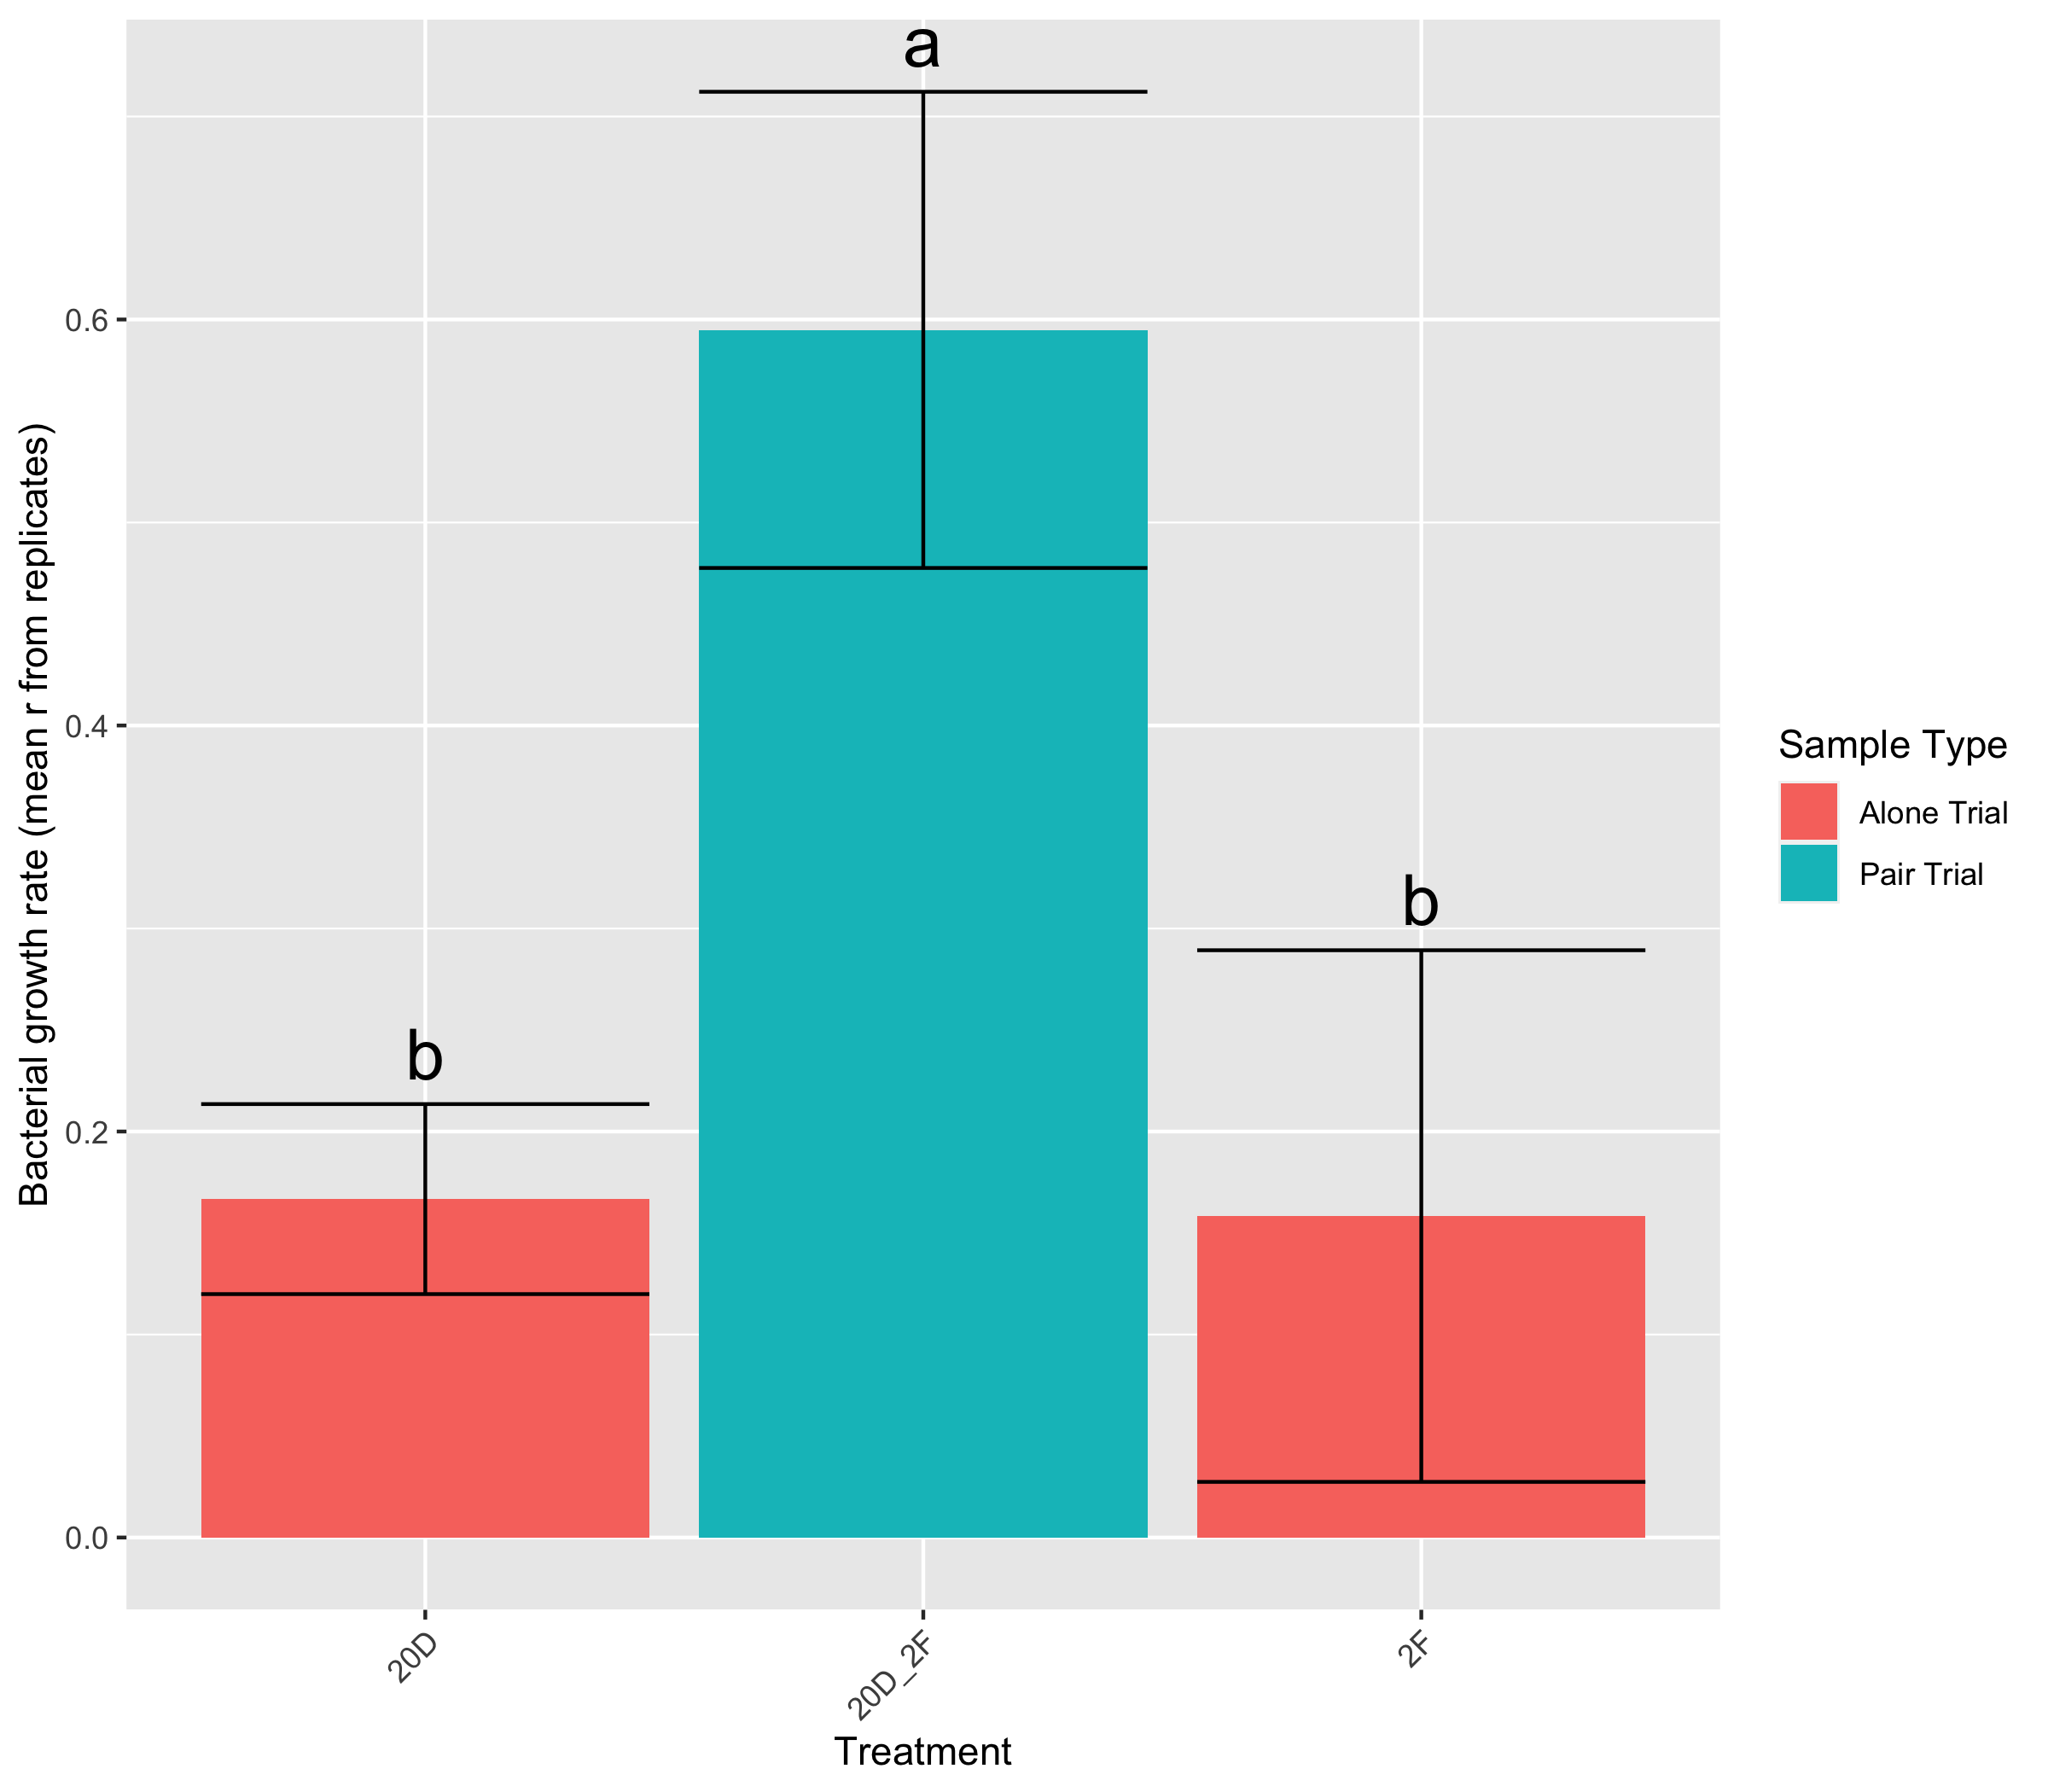 Bacterial growth rate (mean r from replicates)
0.6
0.4
0.2
0.0
a
b
b
20D
20D_2F
2F
Treatment
Sample Type
Alone Trial
Pair Trial